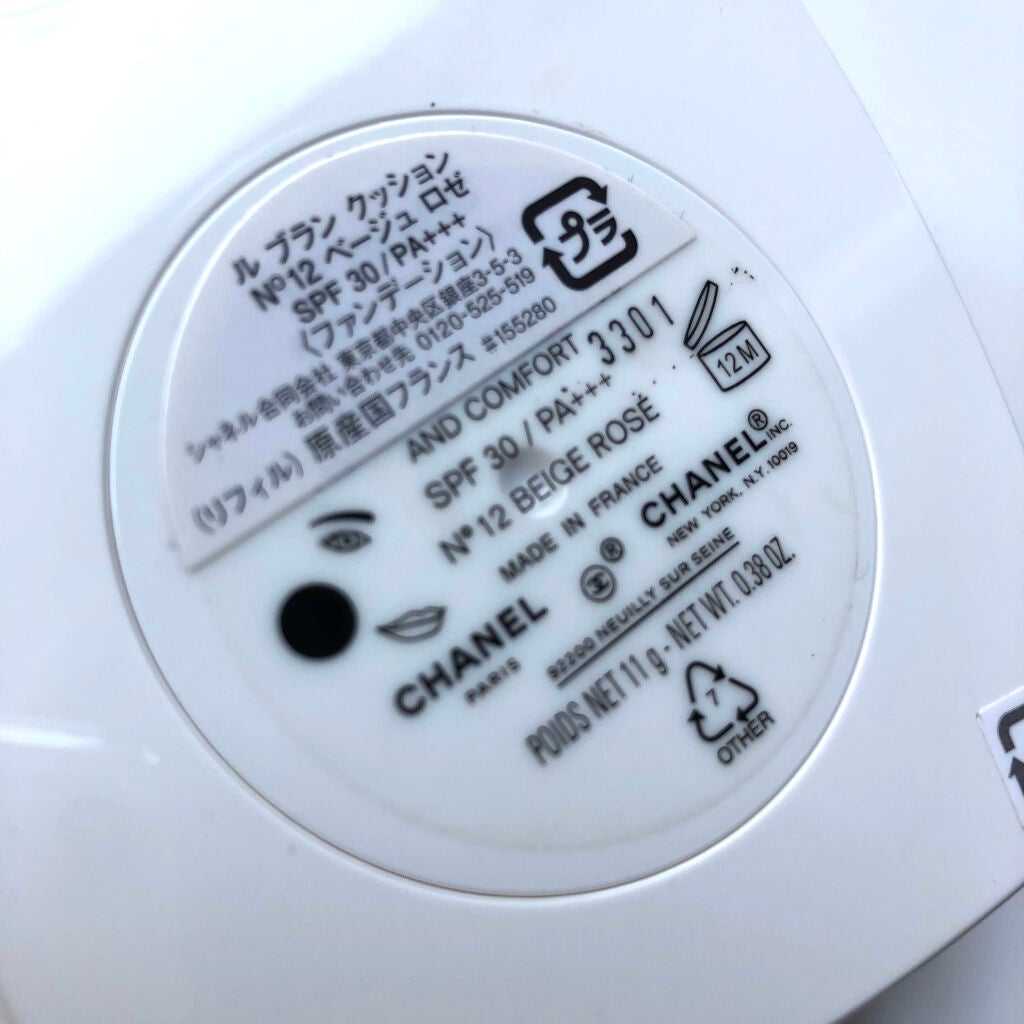 ル ブラン クッション
Nº12 ベージュ ロゼ
SPF 30/PA+++
〈ファンデーション〉
シャネル合同会社 東京都中央区銀座3-5-3
お問い合わせ先 0120-525-519
(リフィル) 原産国フランス #155280
プラ
AND COMFORT
3301
SPF 30 / PA+++
12 M
Nº 12 BEIGE ROSÉ
MADE IN FRANCE
CHANEL
PARIS
CHANEL® INC.
NEW YORK, N.Y. 10019
®
92200 NEUILLY SUR SEINE
POIDS NET 11 g - NET WT. 0.38 OZ.
7
OTHER